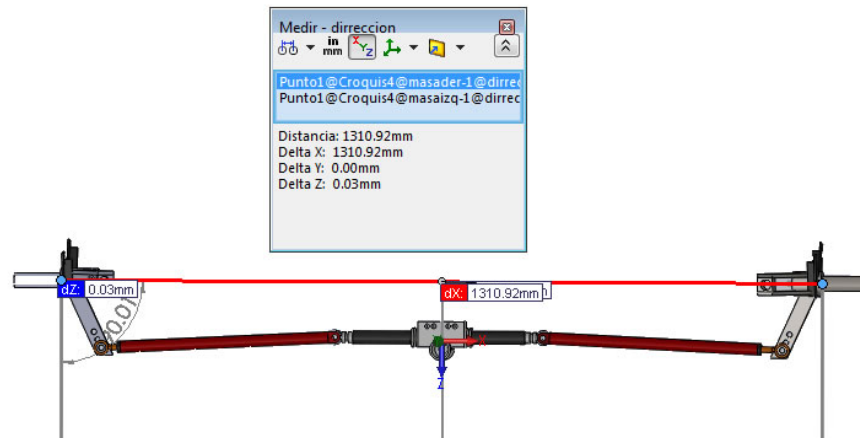 Medir - dirreccion
in
mm
XYZ
Punto1@Croquis4@masader-1@dirrec
Punto1@Croquis4@masaizq-1@dirrec
Distancia: 1310.92mm
Delta X: 1310.92mm
Delta Y: 0.00mm
Delta Z: 0.03mm
dZ: 0.03mm
dX: 1310.92mm
X
Z